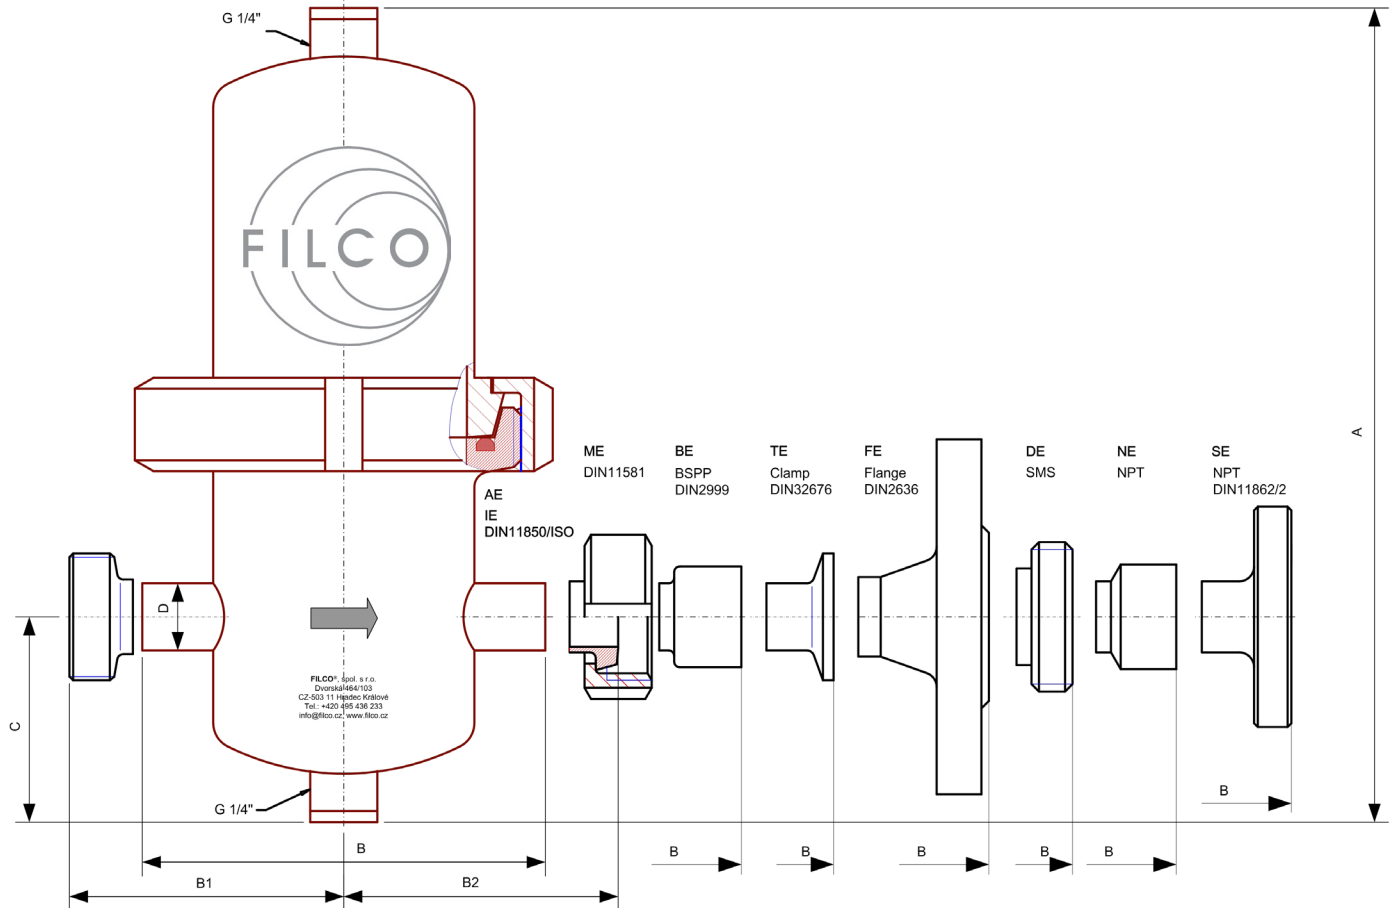 G 1/4"
FILCO
A
ME
DIN11581
BE
BSPP
DIN2999
TE
Clamp
DIN32676
FE
Flange
DIN2636
DE
SMS
NE
NPT
SE
NPT
DIN11862/2
AE
IE
DIN11850/ISO
D
C
FILCO®, spol. s r.o.
Dvorská 464/103
CZ-503 11 Hradec Králové
Tel.: +420 495 436 233
info@filco.cz, www.filco.cz
G 1/4"
B
B
B
B
B
B
B
B1
B2